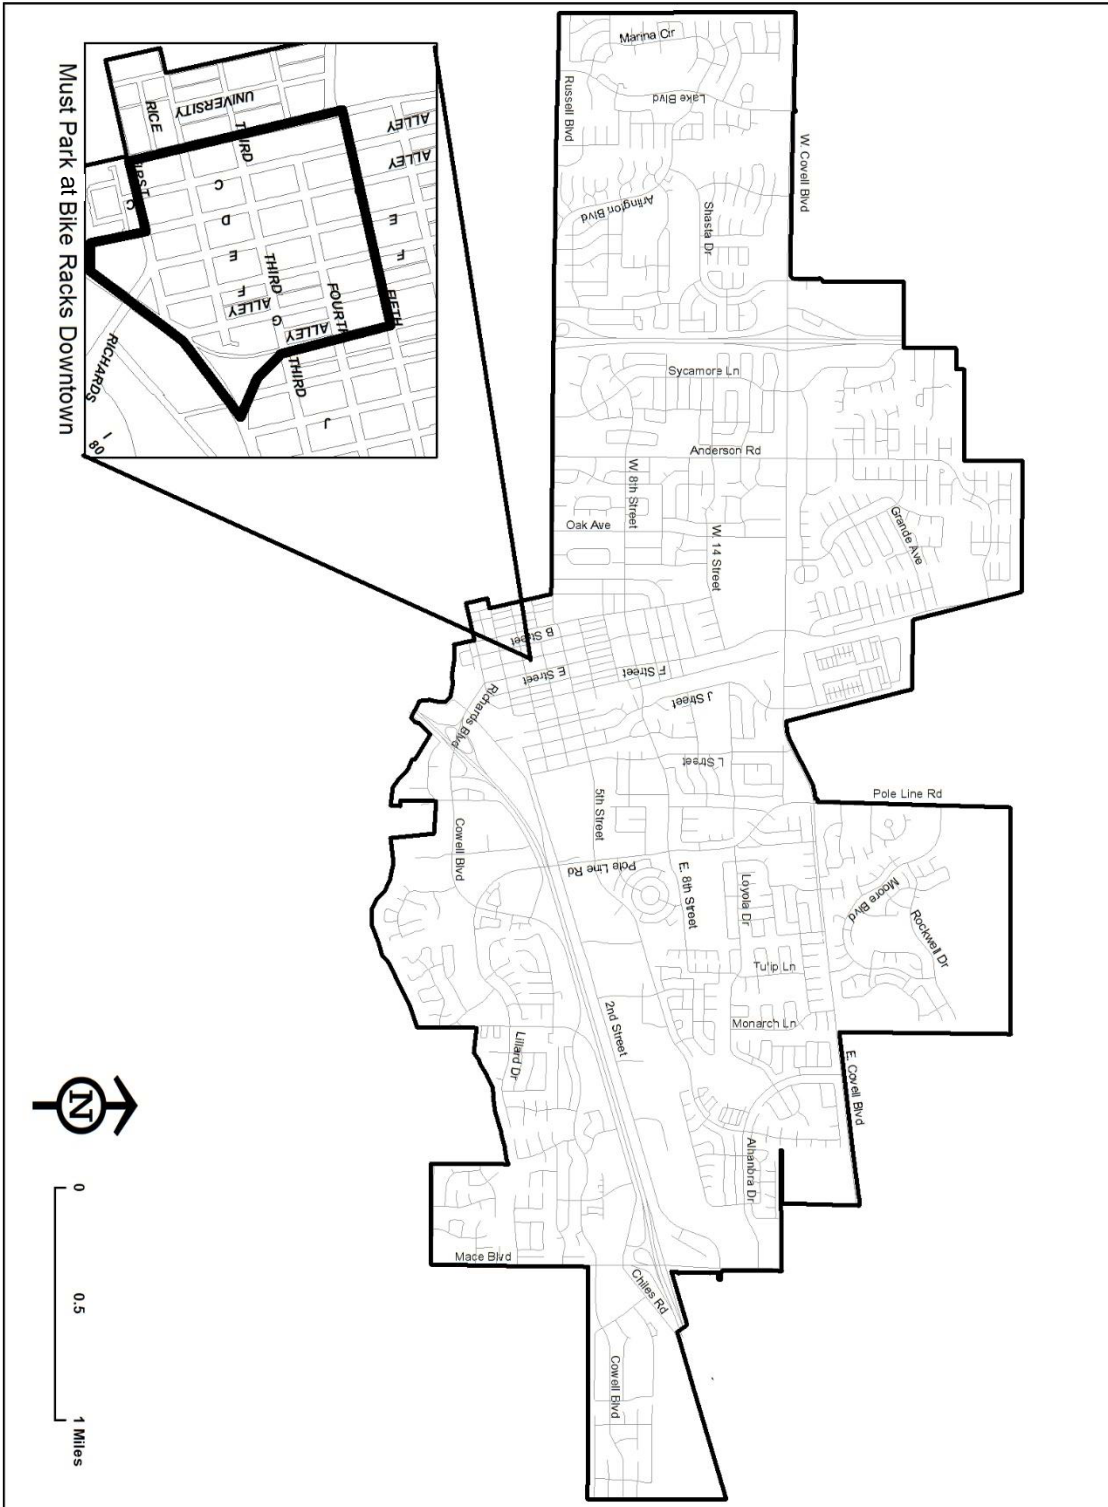 Marina Cir
Lake Blvd
Russell Blvd
W. Covell Blvd
Arlington Blvd
Shasta Dr
Sycamore Ln
Anderson Rd
W. 8th Street
Oak Ave
W. 14 Street
Grande Ave
B Street
E Street
F Street
J Street
L Street
Richards Blvd
Pole Line Rd
5th Street
Cowell Blvd
Pole Line Rd
E. 8th Street
Loyola Dr
Moore Blvd
Rockwell Dr
Tulip Ln
Monarch Ln
2nd Street
Lillard Dr
E. Covell Blvd
Alhambra Dr
Mace Blvd
Chiles Rd
Cowell Blvd
ALLEY
ALLEY
UNIVERSITY
RICE
THIRD
FIRST
G
C
D
E
F
E
F
THIRD
ALLEY
G
ALLEY
FOURTH
FIFTH
THIRD
J
RICHARDS
I
80
Must Park at Bike Racks Downtown
N
0
0.5
1 Miles